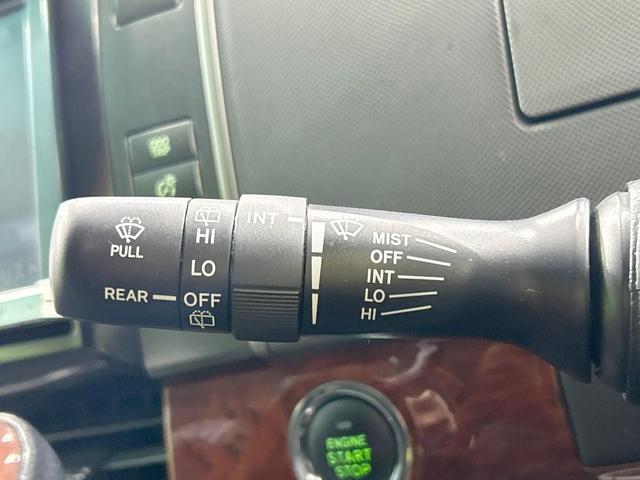 PULL
REAR
HI
LO
OFF
INT
MIST
OFF
INT
LO
HI
ENGINE
START
STOP